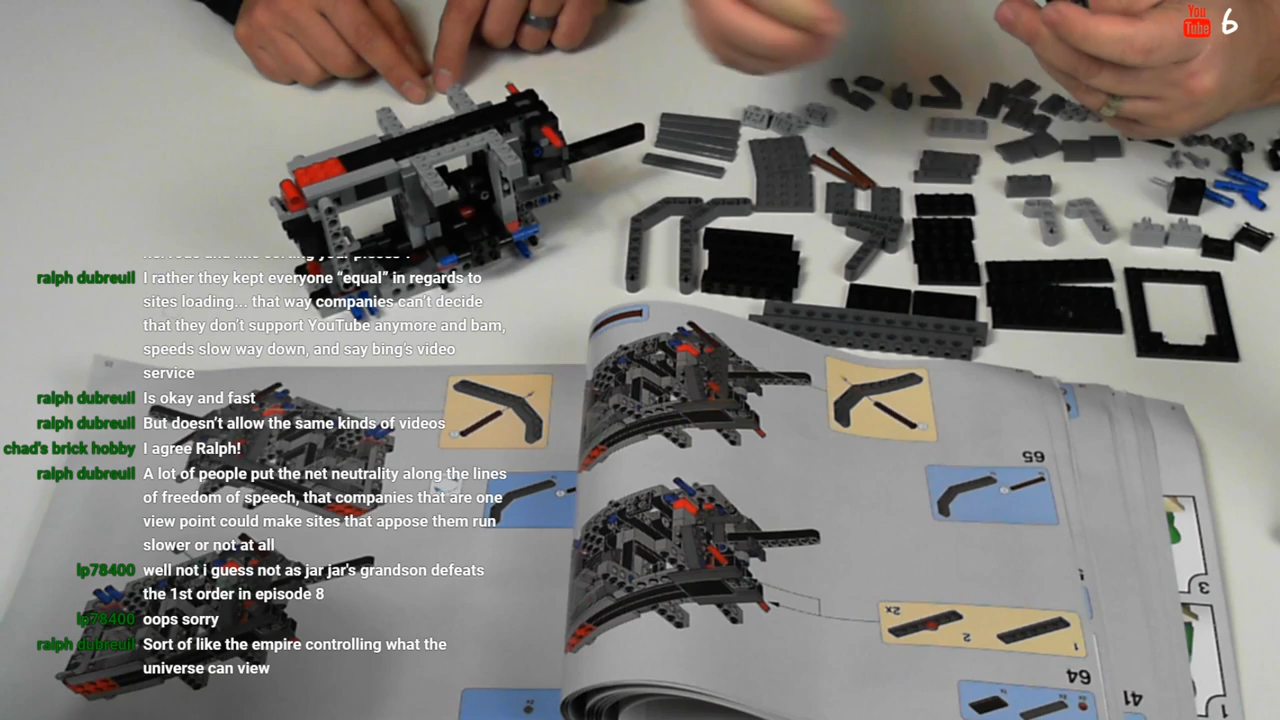 You
Tube 6
ralph dubreuil I rather they kept everyone “equal” in regards to
sites loading... that way companies can’t decide
that they don’t support YouTube anymore and bam,
speeds slow way down, and say bing’s video
service
ralph dubreuil Is okay and fast
ralph dubreuil But doesn’t allow the same kinds of videos
chad's brick hobby I agree Ralph!
ralph dubreuil A lot of people put the net neutrality along the lines
of freedom of speech, that companies that are one
view point could make sites that appose them run
slower or not at all
lp78400 well not i guess not as jar jar's grandson defeats
the 1st order in episode 8
lp78400 oops sorry
ralph dubreuil Sort of like the empire controlling what the
universe can view
65
2x
2
1
64
41
3
1